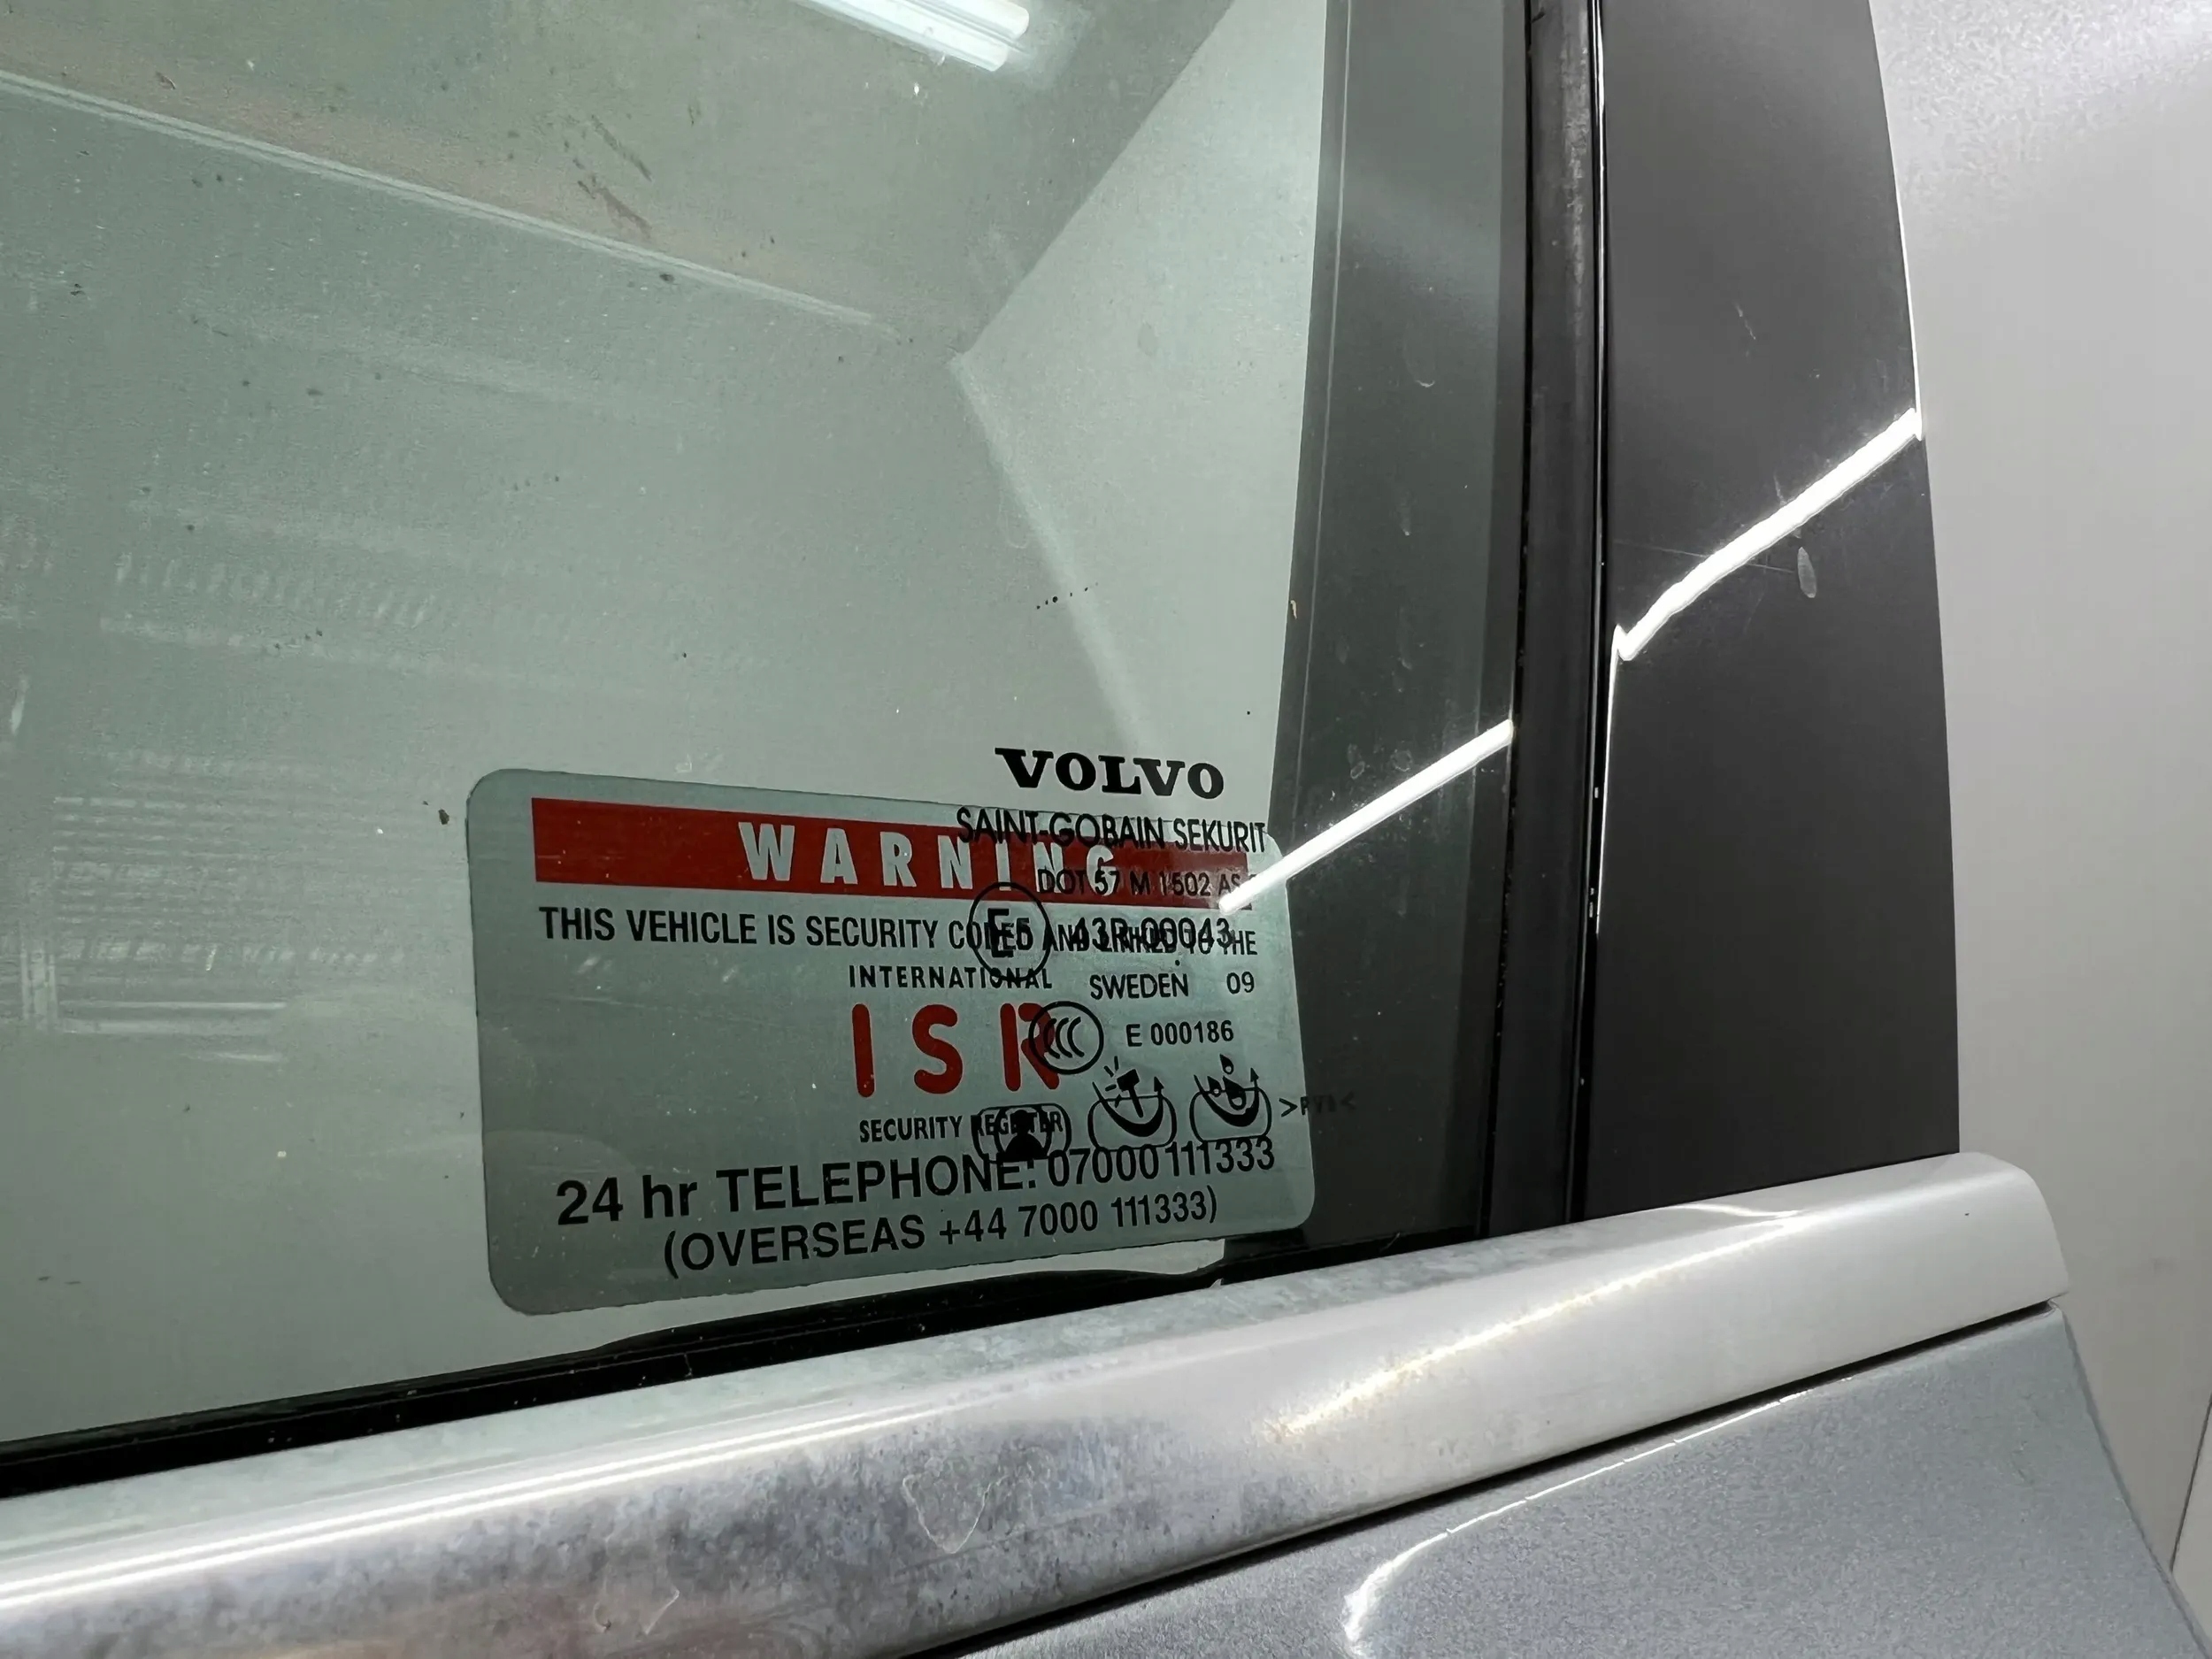 VOLVO
SAINT-GOBAIN SEKURIT
WARNING
DOT 57 M 1502 AS
THIS VEHICLE IS SECURITY CODED AND LINKED TO THE
43R-00043
INTERNATIONAL
SWEDEN 09
ISR
CCC
E 000186
SECURITY REGISTER
24 hr TELEPHONE: 07000 111333
(OVERSEAS +44 7000 111333)